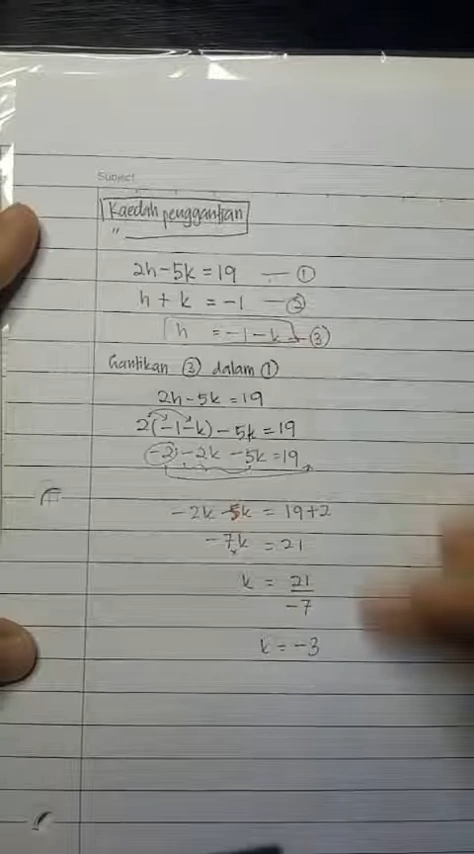 Subject
Kaedah penggantian
"
2h - 5k = 19 — ①
h + k = -1 — ②
h = -1 - k — ③
Gantikan ③ dalam ①
2h - 5k = 19
2(-1-k) - 5k = 19
-2 - 2k - 5k = 19
-2k - 5k = 19 + 2
-7k = 21
k = 21/-7
k = -3